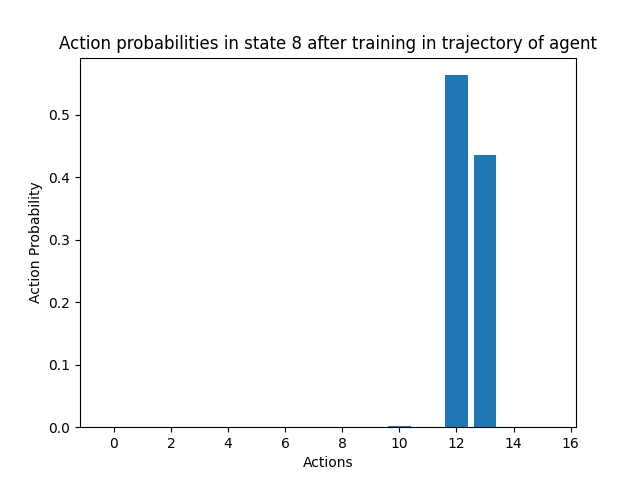 Action probabilities in state 8 after training in trajectory of agent
0.5
0.4
0.3
0.2
0.1
0.0
Action Probability
0 2 4 6 8 10 12 14 16
Actions